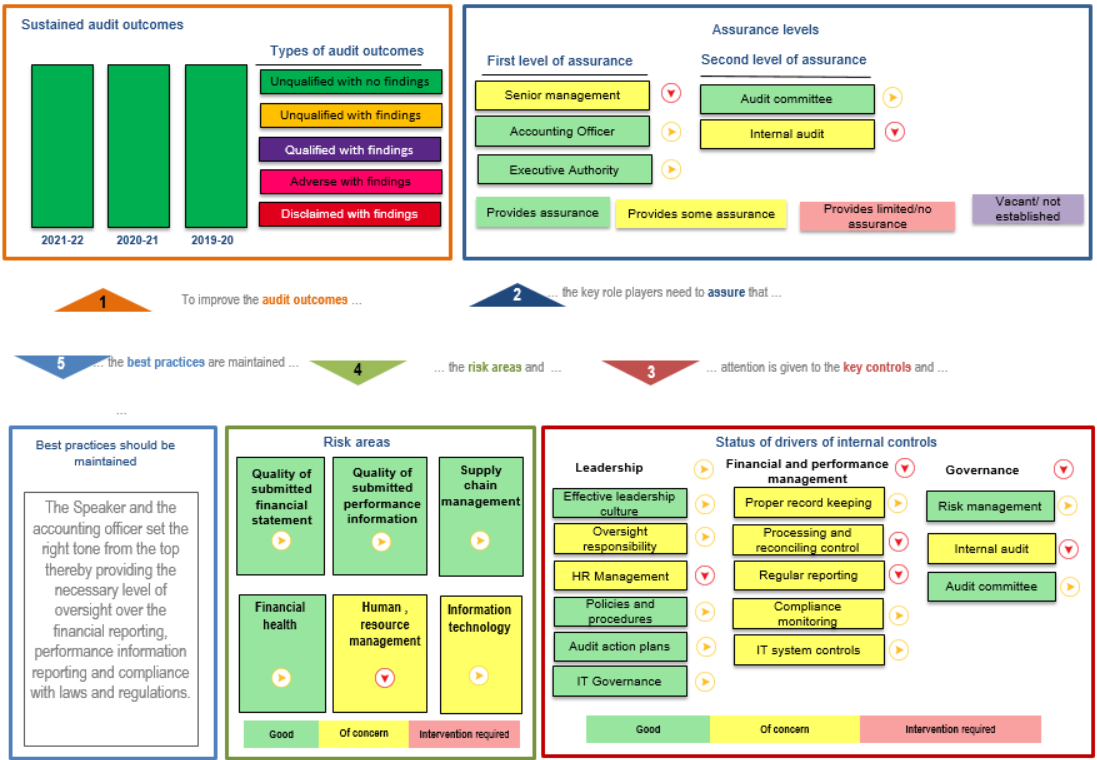 Sustained audit outcomes
Types of audit outcomes
Unqualified with no findings
Unqualified with findings
Qualified with findings
Adverse with findings
Disclaimed with findings
2021-22
2020-21
2019-20
Assurance levels
First level of assurance
Senior management
Accounting Officer
Executive Authority
Second level of assurance
Audit committee
Internal audit
Provides assurance
Provides some assurance
Provides limited/no
assurance
Vacant/ not
established
1
To improve the audit outcomes ...
2
... the key role players need to assure that ...
5
... the best practices are maintained ...
4
... the risk areas and ...
3
... attention is given to the key controls and ...
...
Best practices should be
maintained
The Speaker and the
accounting officer set the
right tone from the top
thereby providing the
necessary level of
oversight over the
financial reporting,
performance information
reporting and compliance
with laws and regulations.
Risk areas
Quality of
submitted
financial
statement
Quality of
submitted
performance
information
Supply
chain
management
Financial
health
Human ,
resource
management
Information
technology
Good
Of concern
Intervention required
Status of drivers of internal controls
Leadership
Effective leadership
culture
Oversight
responsibility
HR Management
Policies and
procedures
Audit action plans
IT Governance
Financial and performance
management
Proper record keeping
Processing and
reconciling control
Regular reporting
Compliance
monitoring
IT system controls
Governance
Risk management
Internal audit
Audit committee
Good
Of concern
Intervention required